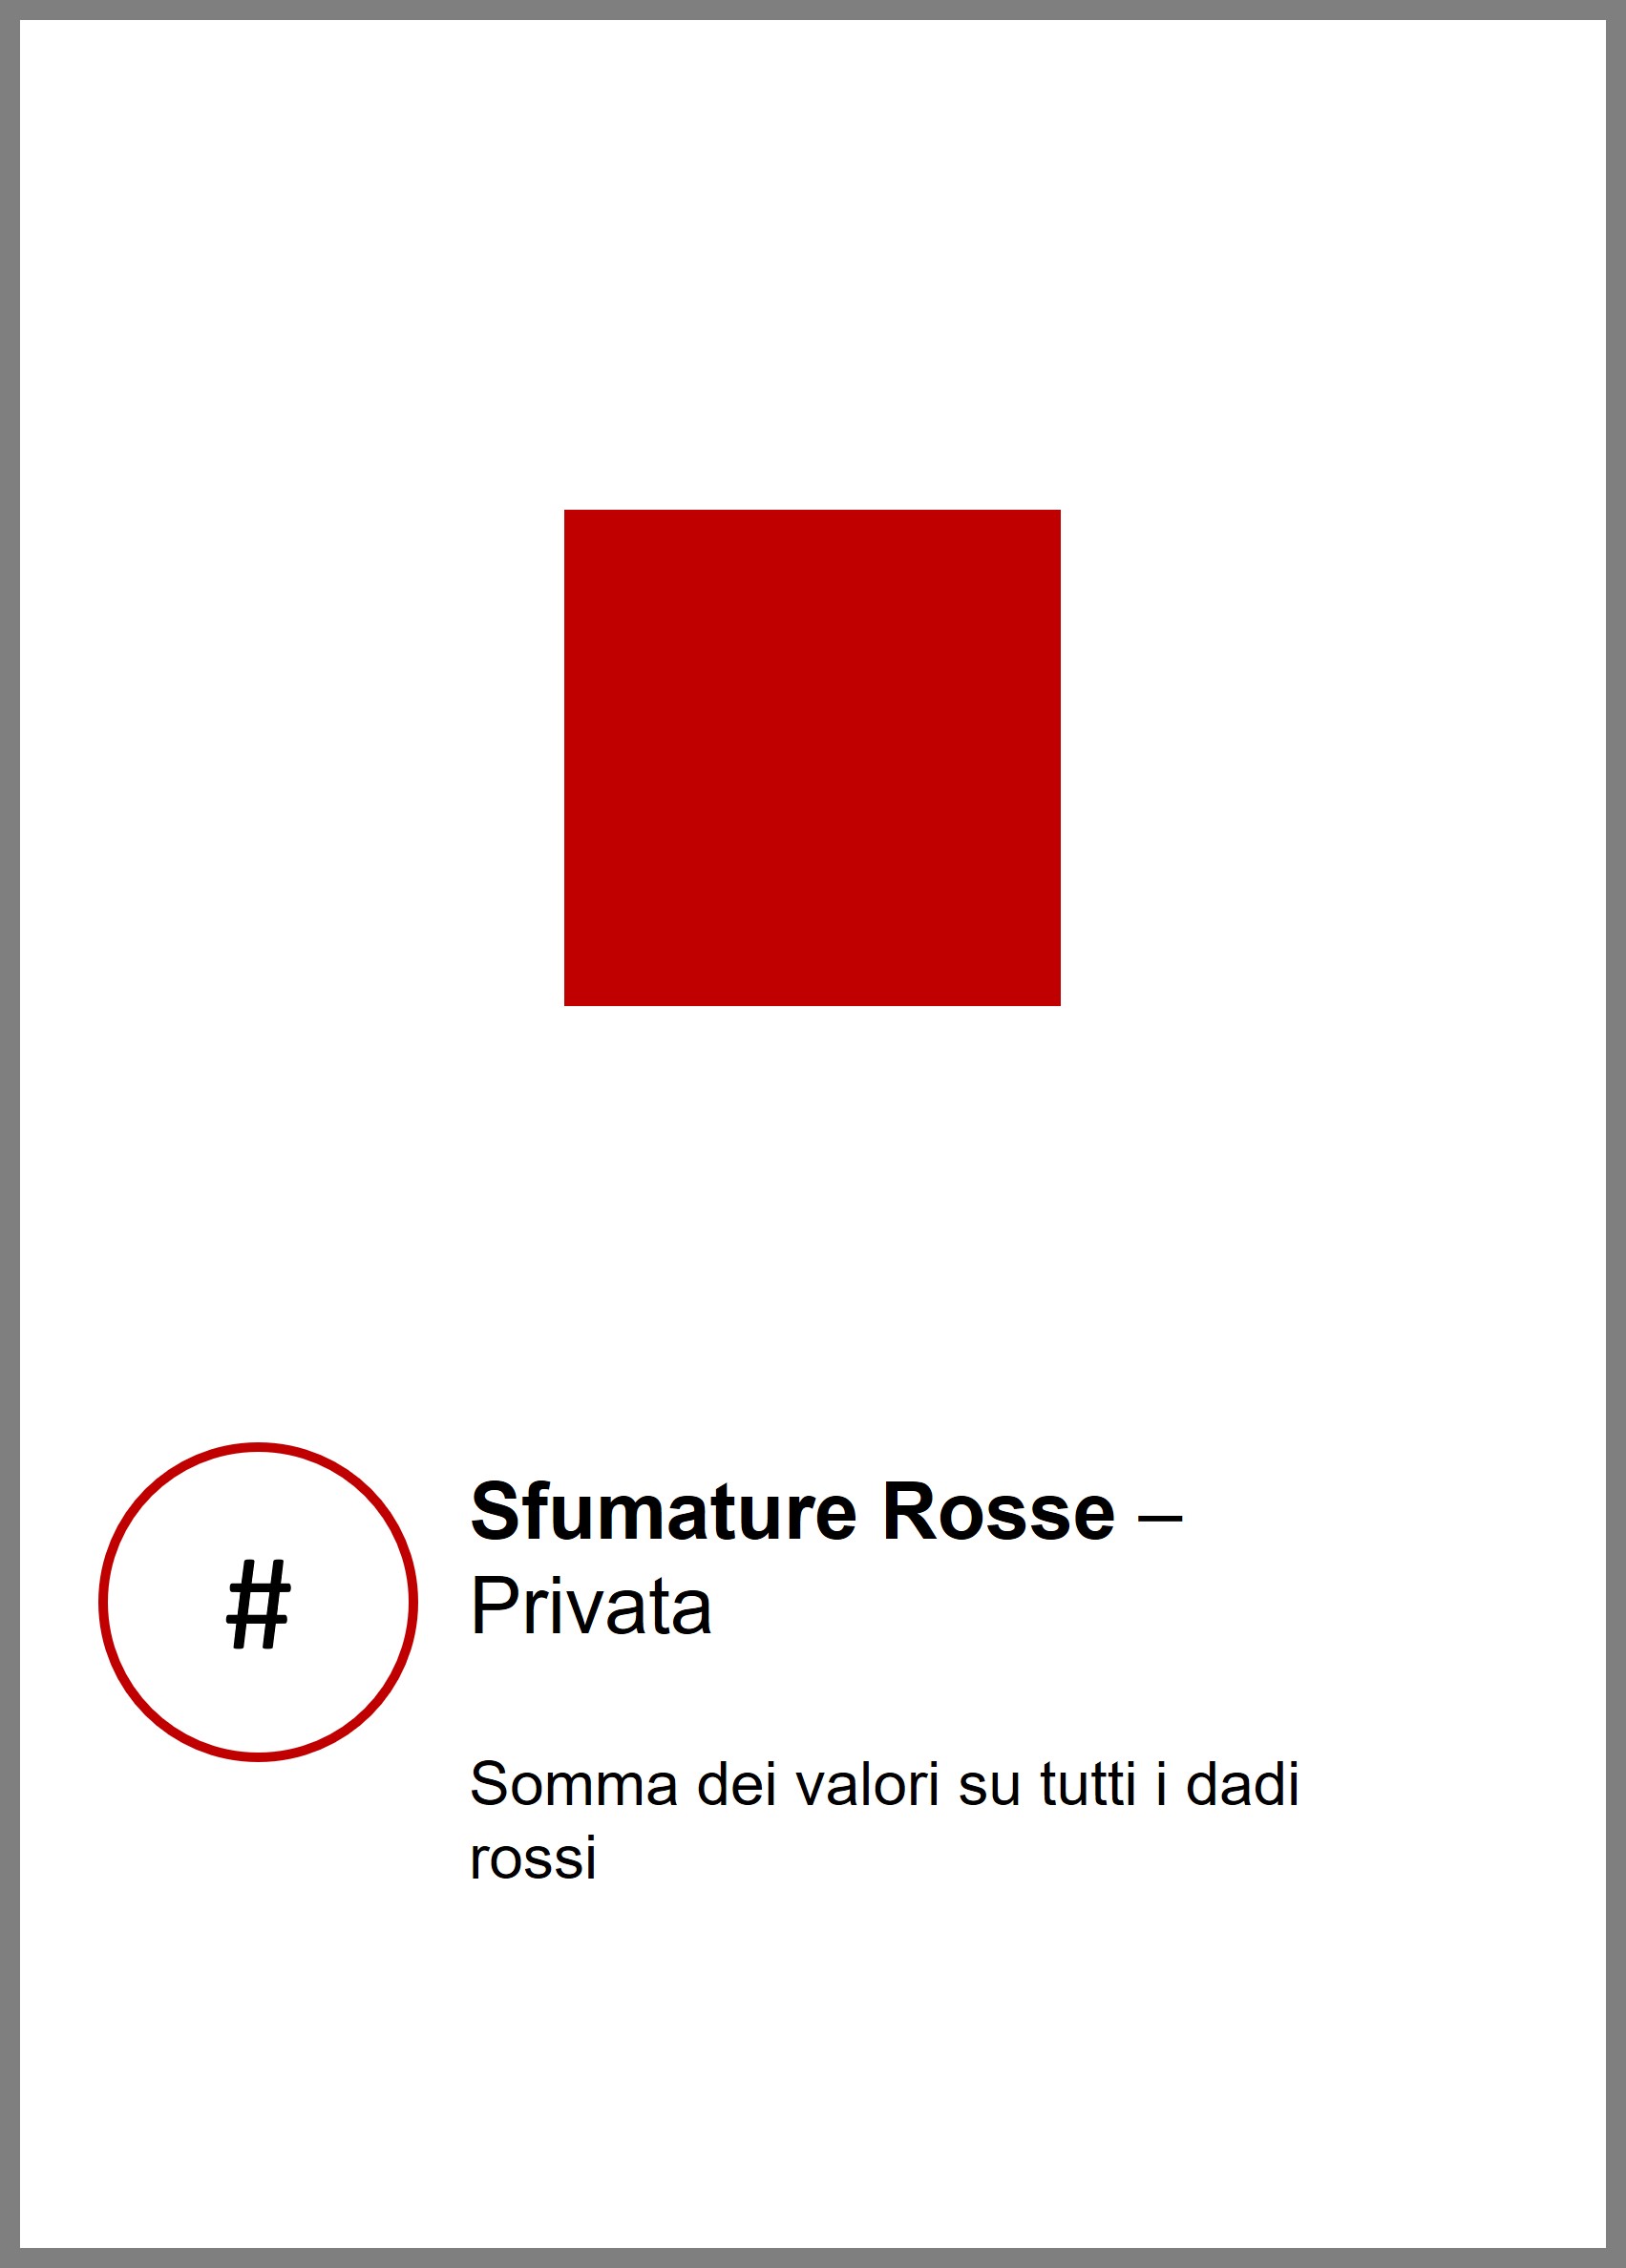 #
Sfumature Rosse –
Privata
Somma dei valori su tutti i dadi
rossi